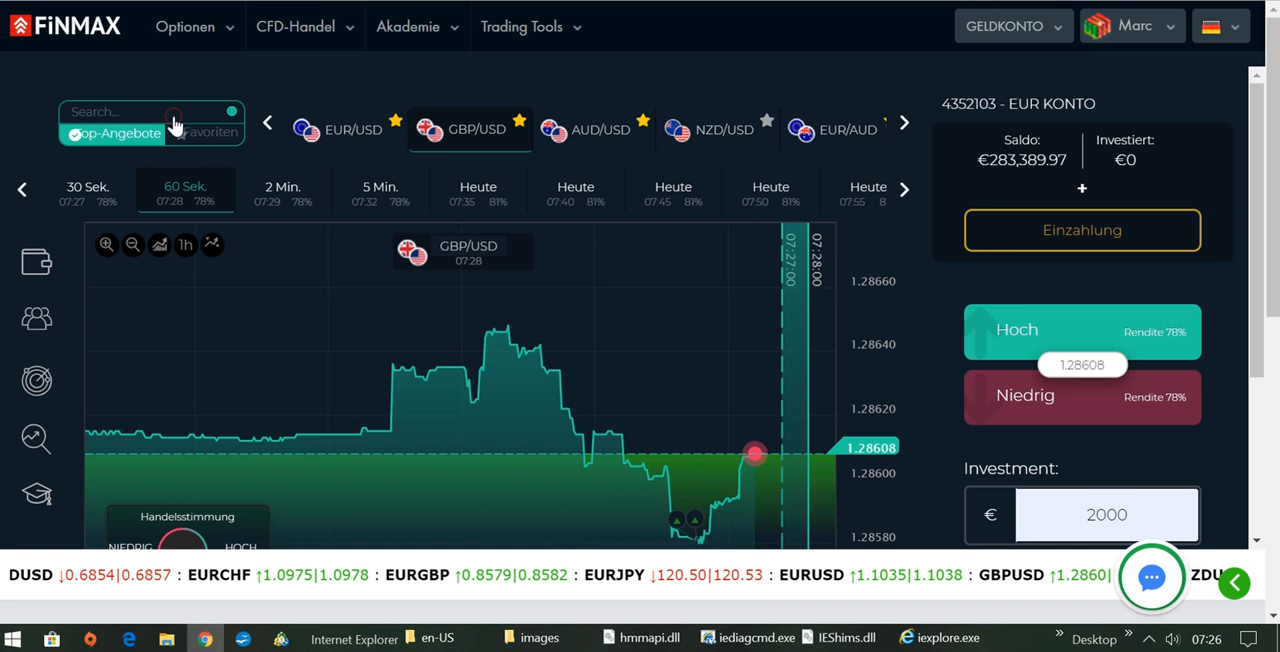 FiNMAX Optionen CFD-Handel Akademie Trading Tools GELDKONTO Marc
Search...
Top-Angebote Favoriten
EUR/USD GBP/USD AUD/USD NZD/USD EUR/AUD
30 Sek. 60 Sek. 2 Min. 5 Min. Heute Heute Heute Heute Heute
07:27 78% 07:28 78% 07:29 78% 07:32 78% 07:35 81% 07:40 81% 07:45 81% 07:50 81% 07:55 8
1h
GBP/USD
07:28
07:27:00
07:28:00
1.28660
1.28640
1.28620
1.28608
1.28600
1.28580
Handelsstimmung
NIEDRIG HOCH
4352103 - EUR KONTO
Saldo: Investiert:
€283,389.97 €0
+
Einzahlung
Hoch Rendite 78%
1.28608
Niedrig Rendite 78%
Investment:
€ 2000
DUSD ↓0.6854|0.6857 : EURCHF ↑1.0975|1.0978 : EURGBP ↑0.8579|0.8582 : EURJPY ↓120.50|120.53 : EURUSD ↑1.1035|1.1038 : GBPUSD ↑1.2860| ZDU
Internet Explorer en-US images hmmapi.dll iediagcmd.exe IEShims.dll iexplore.exe Desktop 07:26